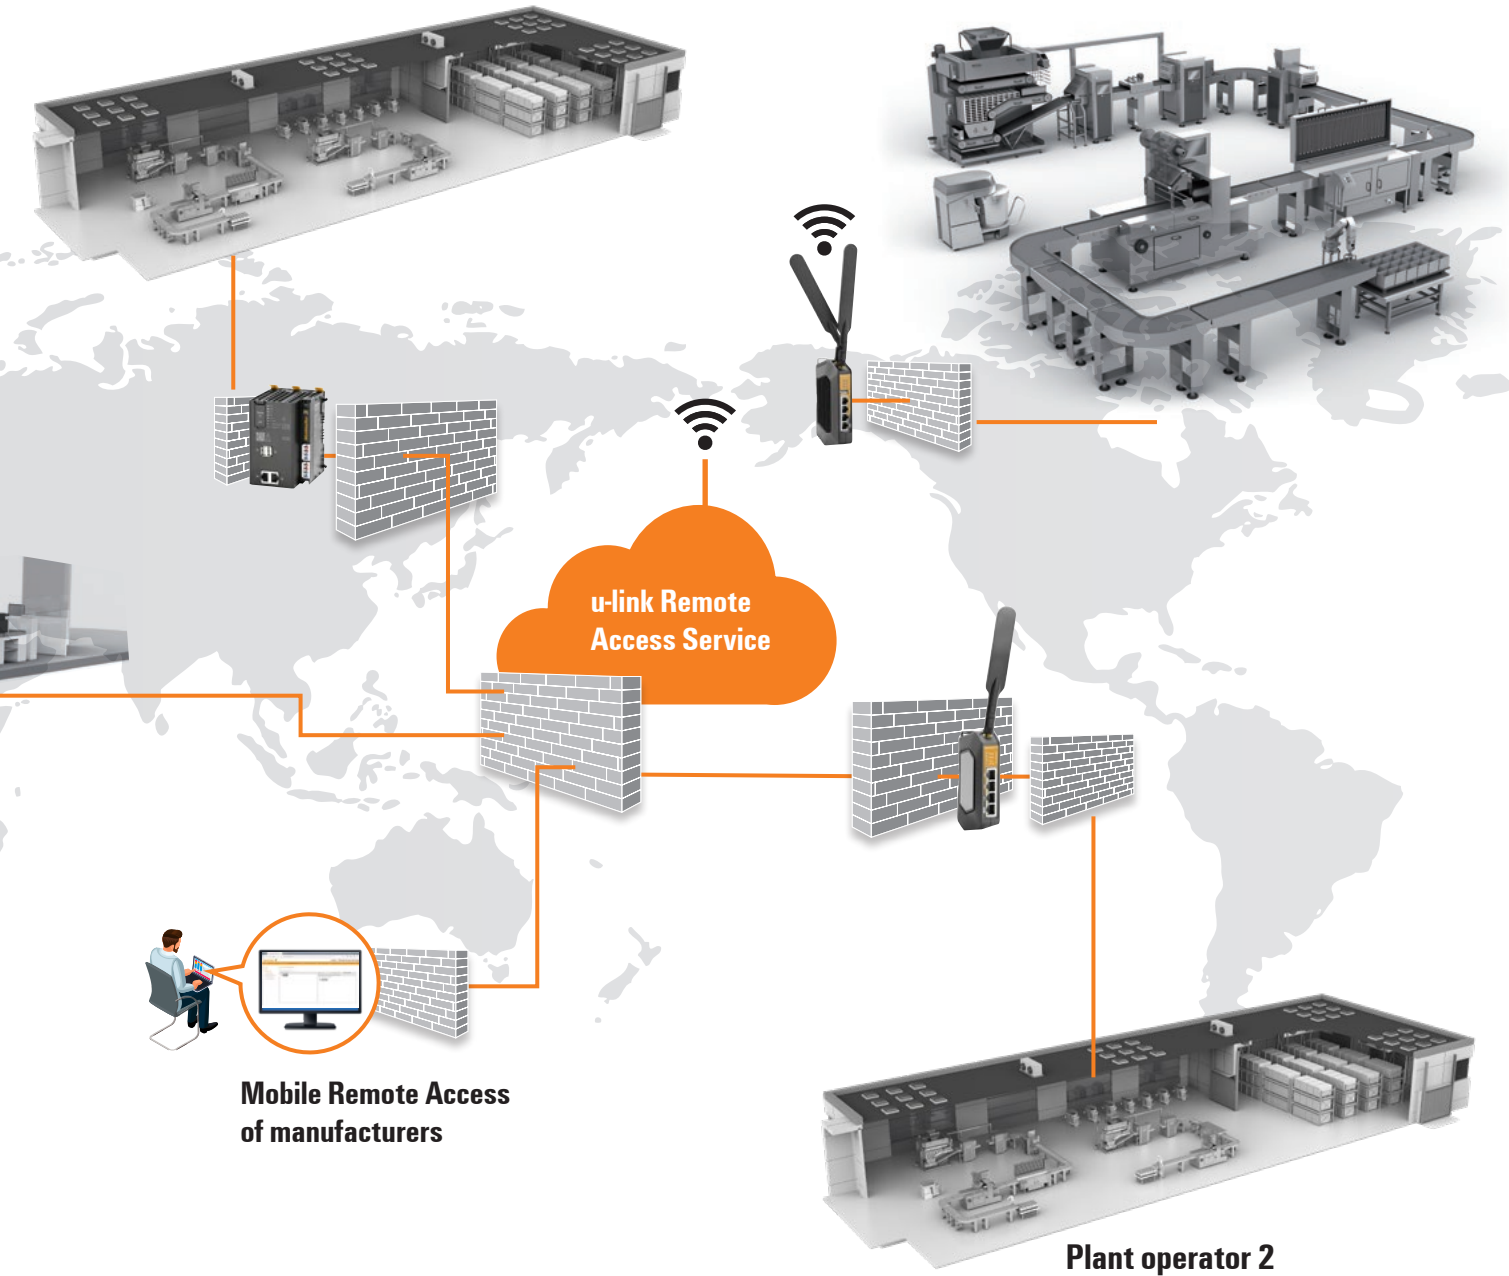 u-link Remote
Access Service
Mobile Remote Access
of manufacturers
Plant operator 2